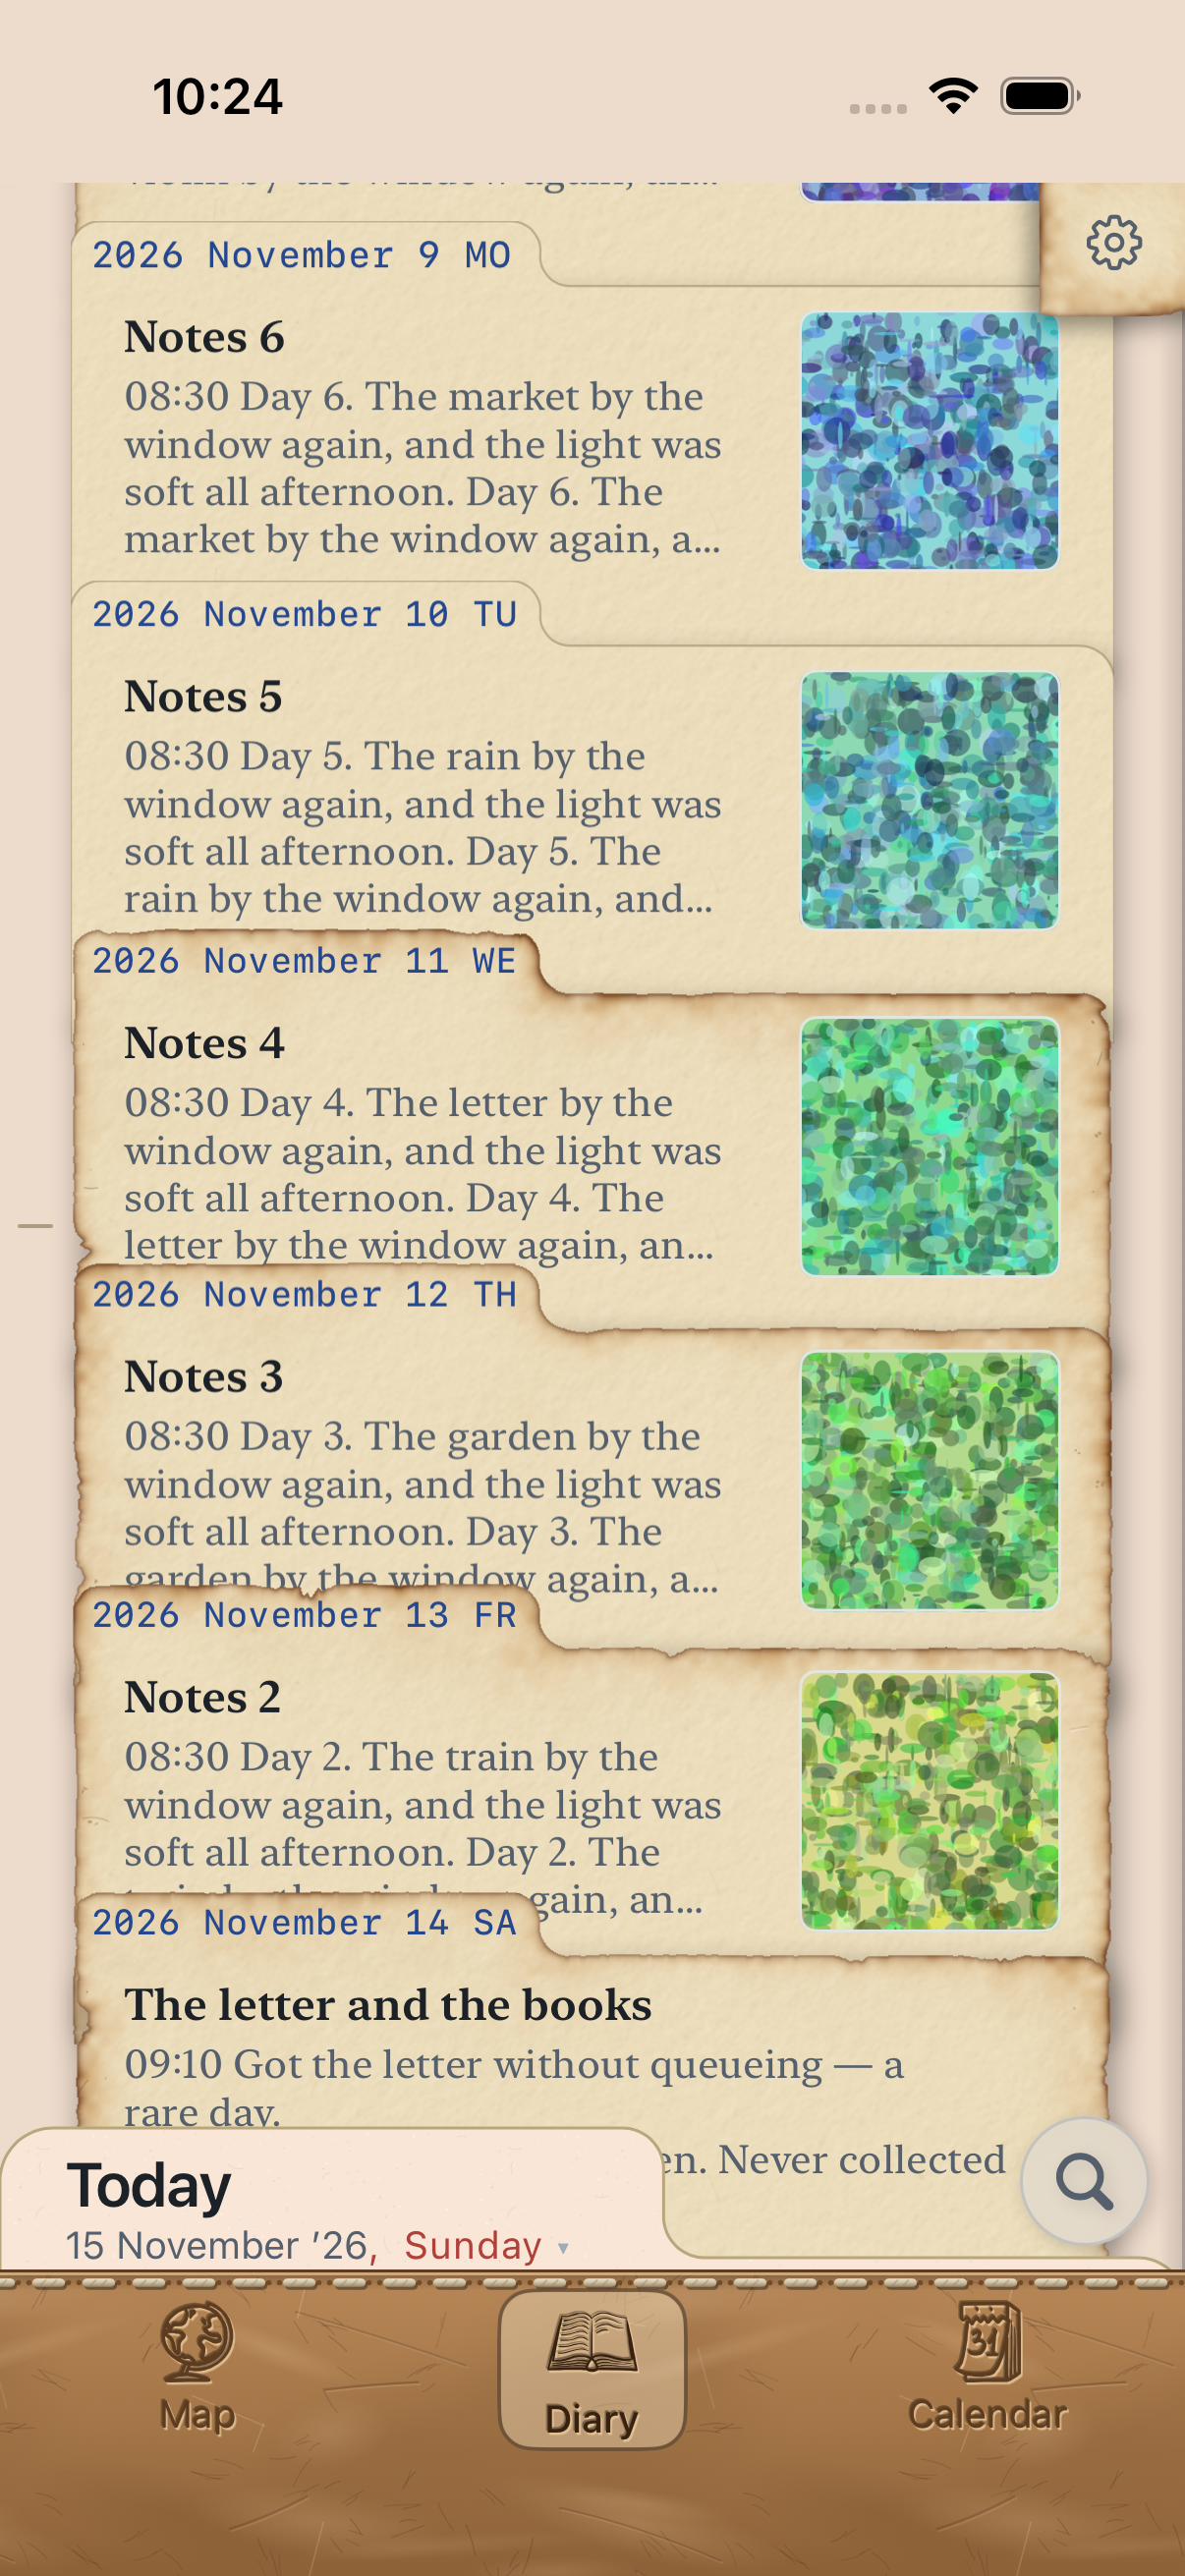 10:24
2026 November 9 MO
Notes 6
08:30 Day 6. The market by the
window again, and the light was
soft all afternoon. Day 6. The
market by the window again, a...
2026 November 10 TU
Notes 5
08:30 Day 5. The rain by the
window again, and the light was
soft all afternoon. Day 5. The
rain by the window again, and...
2026 November 11 WE
Notes 4
08:30 Day 4. The letter by the
window again, and the light was
soft all afternoon. Day 4. The
letter by the window again, an...
2026 November 12 TH
Notes 3
08:30 Day 3. The garden by the
window again, and the light was
soft all afternoon. Day 3. The
garden by the window again, a...
2026 November 13 FR
Notes 2
08:30 Day 2. The train by the
window again, and the light was
soft all afternoon. Day 2. The
gain, an...
2026 November 14 SA
The letter and the books
09:10 Got the letter without queueing — a
rare day.
en. Never collected
Today
15 November ’26, Sunday
31
Map
Diary
Calendar